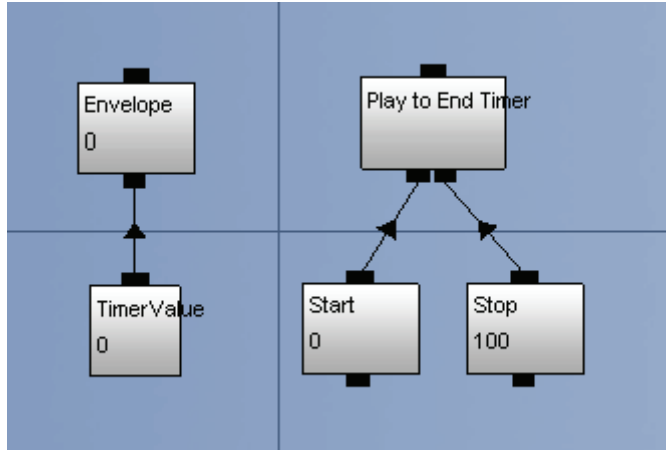 Envelope
0
Play to End Timer
TimerValue
0
Start
0
Stop
100